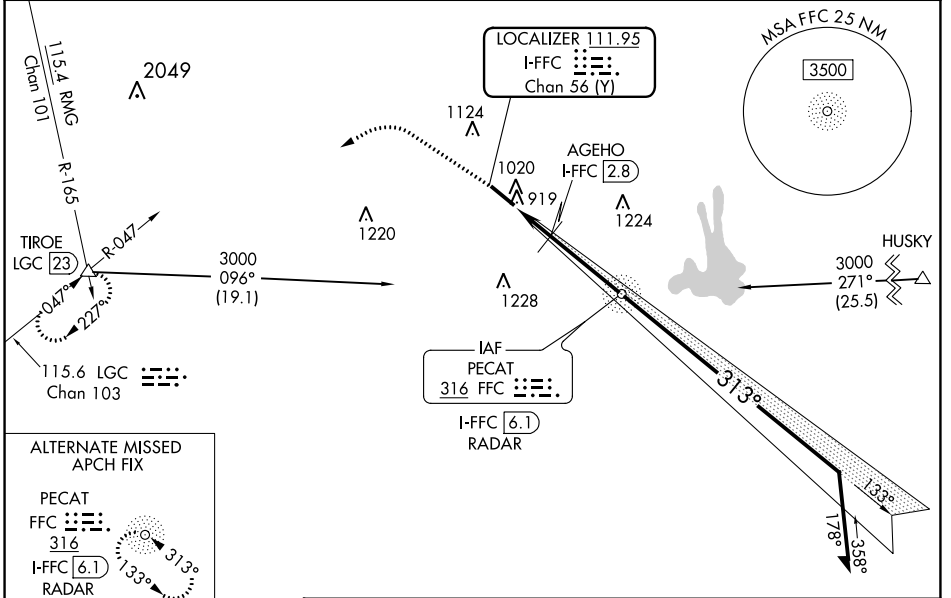 115.4 RMG
Chan 101
R-165
2049
LOCALIZER 111.95
I-FFC
Chan 56 (Y)
MSA FFC 25 NM
3500
1124
1020
919
AGEHO
I-FFC 2.8
1224
1220
1228
TIROE
LGC 23
R-047
047°
227°
3000
096°
(19.1)
HUSKY
3000
271°
(25.5)
115.6 LGC
Chan 103
IAF
PECAT
316 FFC
I-FFC 6.1
RADAR
313°
133°
178°
358°
ALTERNATE MISSED
APCH FIX
PECAT
FFC
316
I-FFC 6.1
RADAR
313°
133°